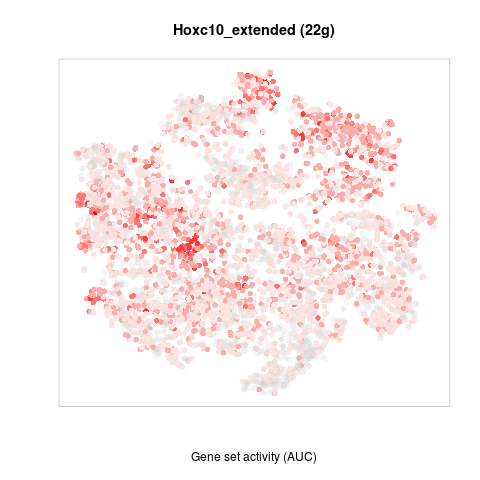 Hoxc10_extended (22g)
Gene set activity (AUC)